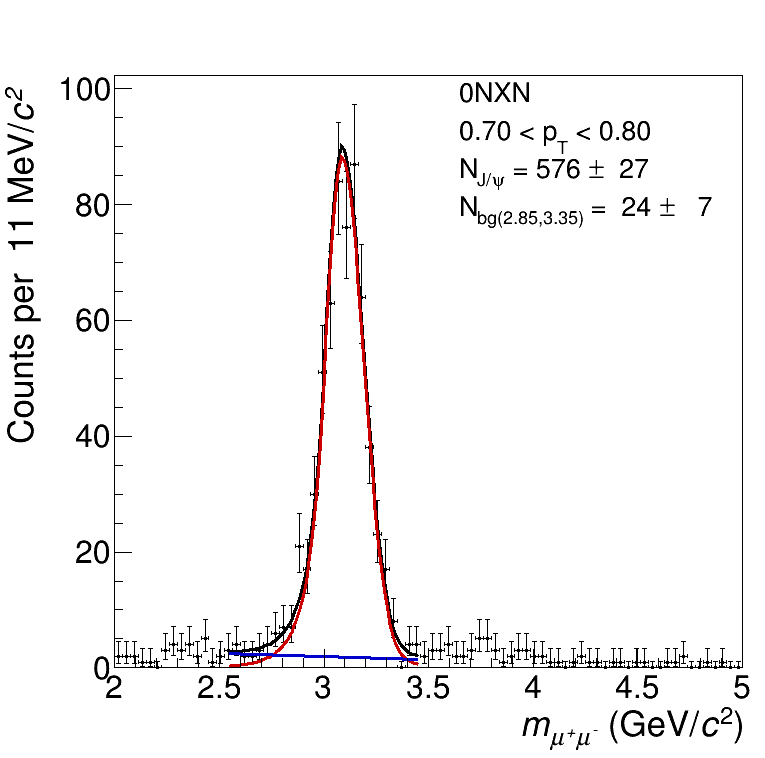 0NXN
0.70 < p_T < 0.80
N_J/ψ = 576 ± 27
N_bg(2.85,3.35) = 24 ± 7
Counts per 11 MeV/c²
100
80
60
40
20
0
2 2.5 3 3.5 4 4.5 5
m_μ⁺μ⁻ (GeV/c²)